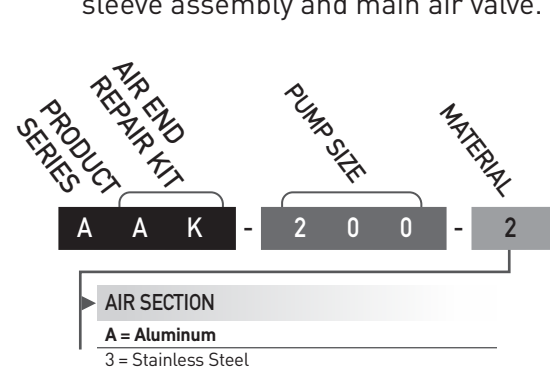 sleeve assembly and main air valve.
PRODUCT
SERIES
AIR END
REPAIR KIT
PUMP SIZE
MATERIAL
A A K - 2 0 0 - 2
AIR SECTION
A = Aluminum
3 = Stainless Steel